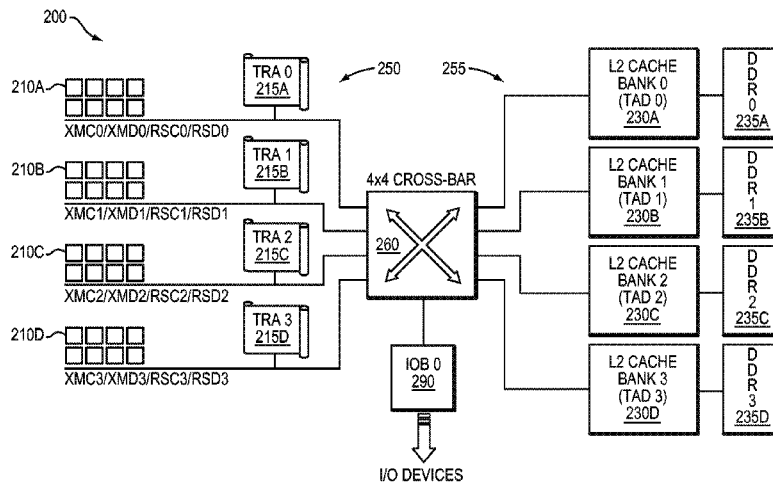 200
210A
XMC0/XMD0/RSC0/RSD0
TRA 0
215A
250
255
210B
XMC1/XMD1/RSC1/RSD1
TRA 1
215B
210C
XMC2/XMD2/RSC2/RSD2
TRA 2
215C
210D
XMC3/XMD3/RSC3/RSD3
TRA 3
215D
4x4 CROSS-BAR
260
IOB 0
290
I/O DEVICES
L2 CACHE
BANK 0
(TAD 0)
230A
DDR0
235A
L2 CACHE
BANK 1
(TAD 1)
230B
DDR1
235B
L2 CACHE
BANK 2
(TAD 2)
230C
DDR2
235C
L2 CACHE
BANK 3
(TAD 3)
230D
DDR3
235D